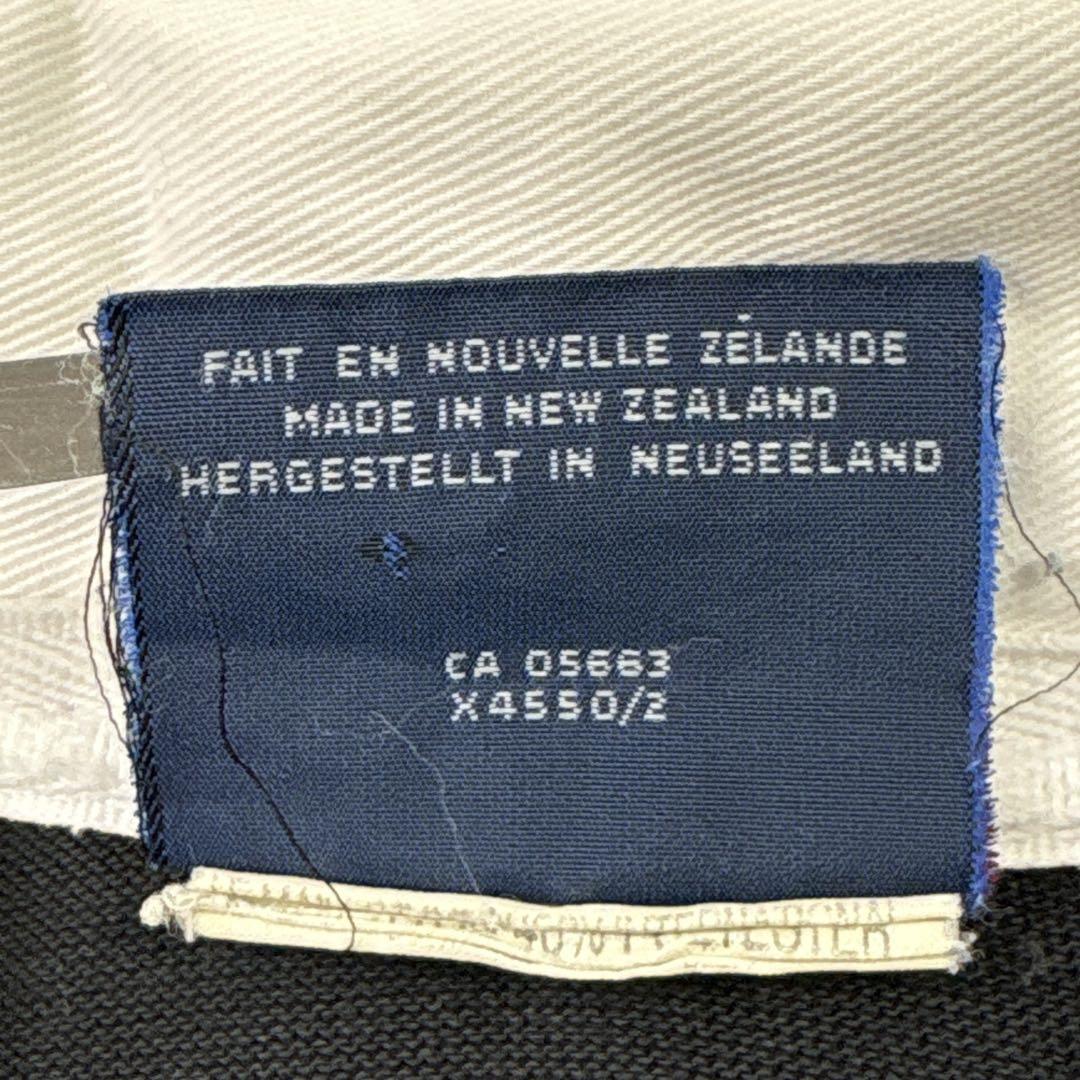 FAIT EN NOUVELLE ZÉLANDE
MADE IN NEW ZEALAND
HERGESTELLT IN NEUSEELAND
CA 05663
X4550/2